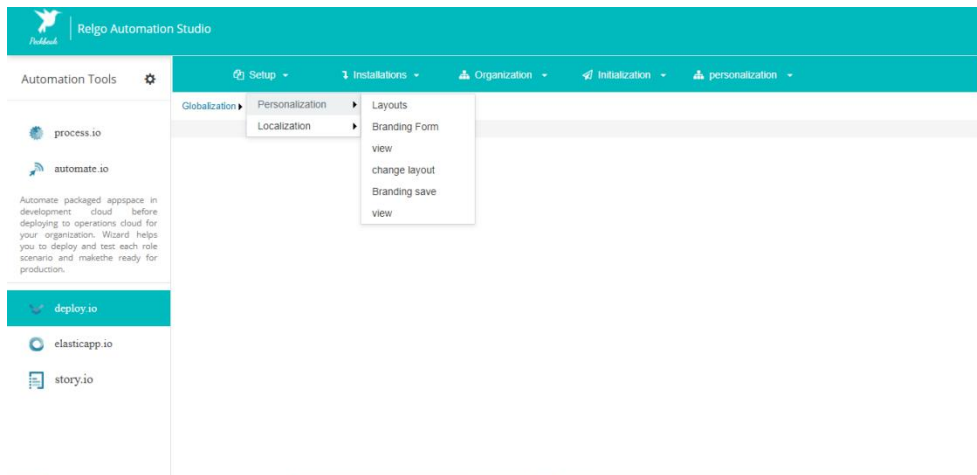 Relgo Automation Studio
Automation Tools
Setup
Installations
Organization
Initialization
personalization
Globalization
Personalization
Localization
Layouts
Branding Form
view
change layout
Branding save
view
process.io
automate.io
Automate packaged appspace in
development cloud before
deploying to operations cloud for
your organization. Wizard helps
you to deploy and test each role
scenario and makethe ready for
production.
deploy.io
elasticapp.io
story.io